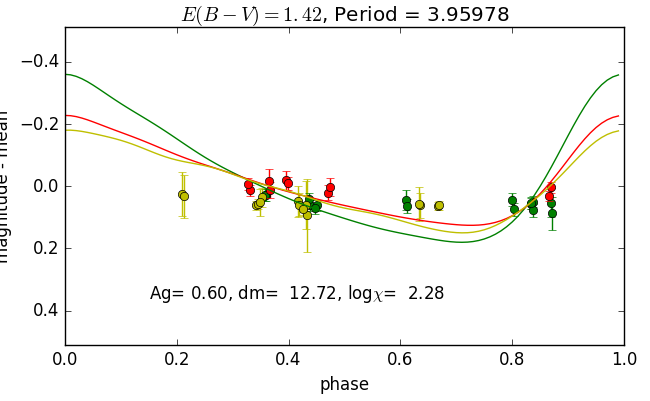 E(B − V) = 1.42, Period = 3.95978
−0.4
−0.2
0.0
0.2
0.4
magnitude - mean
Ag= 0.60, dm= 12.72, logχ= 2.28
0.0 0.2 0.4 0.6 0.8 1.0
phase